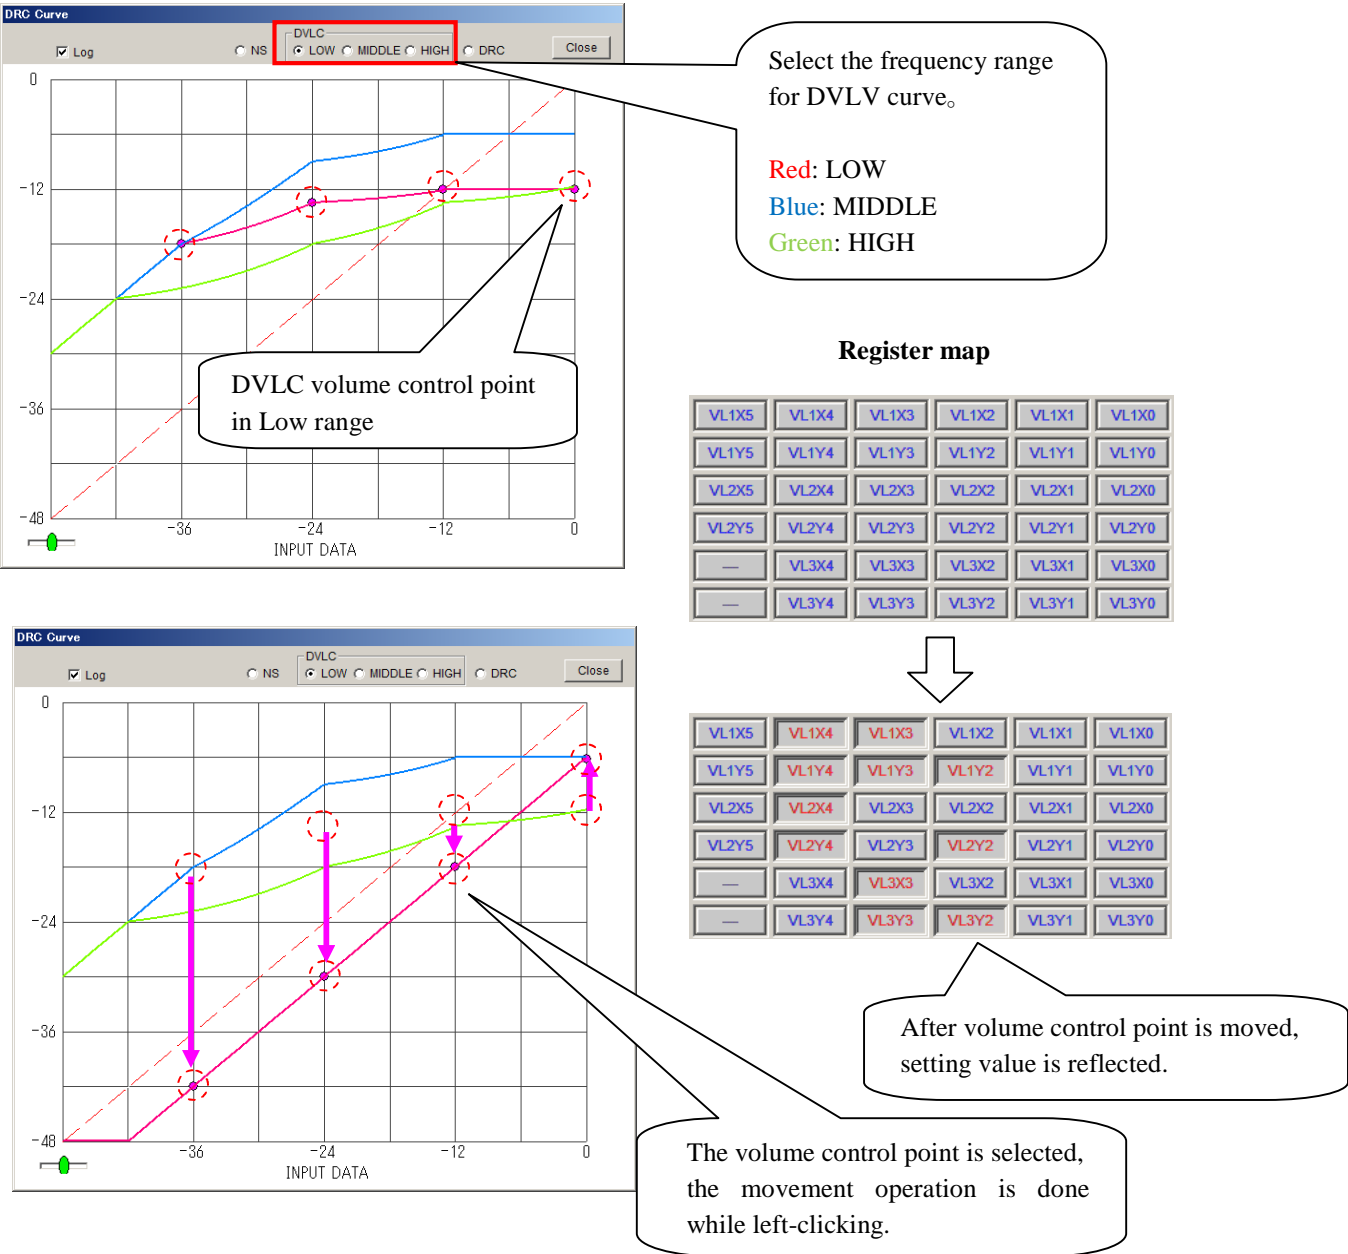 DRC Curve
Log
NS
DVLC
LOW
MIDDLE
HIGH
DRC
Close
0
-12
-24
-36
-48
-36
-24
-12
0
INPUT DATA
Select the frequency range
for DVLV curve。
Red: LOW
Blue: MIDDLE
Green: HIGH
DVLC volume control point
in Low range
Register map
VL1X5 VL1X4 VL1X3 VL1X2 VL1X1 VL1X0
VL1Y5 VL1Y4 VL1Y3 VL1Y2 VL1Y1 VL1Y0
VL2X5 VL2X4 VL2X3 VL2X2 VL2X1 VL2X0
VL2Y5 VL2Y4 VL2Y3 VL2Y2 VL2Y1 VL2Y0
— VL3X4 VL3X3 VL3X2 VL3X1 VL3X0
— VL3Y4 VL3Y3 VL3Y2 VL3Y1 VL3Y0
DRC Curve
Log
NS
DVLC
LOW
MIDDLE
HIGH
DRC
Close
0
-12
-24
-36
-48
-36
-24
-12
0
INPUT DATA
VL1X5 VL1X4 VL1X3 VL1X2 VL1X1 VL1X0
VL1Y5 VL1Y4 VL1Y3 VL1Y2 VL1Y1 VL1Y0
VL2X5 VL2X4 VL2X3 VL2X2 VL2X1 VL2X0
VL2Y5 VL2Y4 VL2Y3 VL2Y2 VL2Y1 VL2Y0
— VL3X4 VL3X3 VL3X2 VL3X1 VL3X0
— VL3Y4 VL3Y3 VL3Y2 VL3Y1 VL3Y0
After volume control point is moved,
setting value is reflected.
The volume control point is selected,
the movement operation is done
while left-clicking.